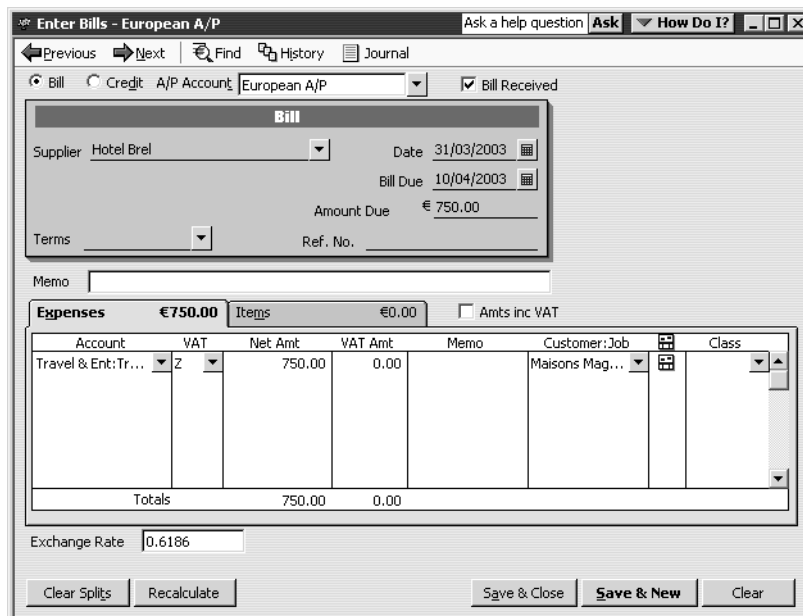 Enter Bills - European A/P Ask a help question Ask How Do I?
Previous Next Find History Journal
Bill Credit A/P Account European A/P Bill Received
Bill
Supplier Hotel Brel Date 31/03/2003
Bill Due 10/04/2003
Amount Due € 750.00
Terms Ref. No.
Memo
Expenses €750.00 Items €0.00 Amts inc VAT
Account VAT Net Amt VAT Amt Memo Customer:Job Class
Travel & Ent:Tr... Z 750.00 0.00 Maisons Mag...
Totals 750.00 0.00
Exchange Rate 0.6186
Clear Splits Recalculate Save & Close Save & New Clear